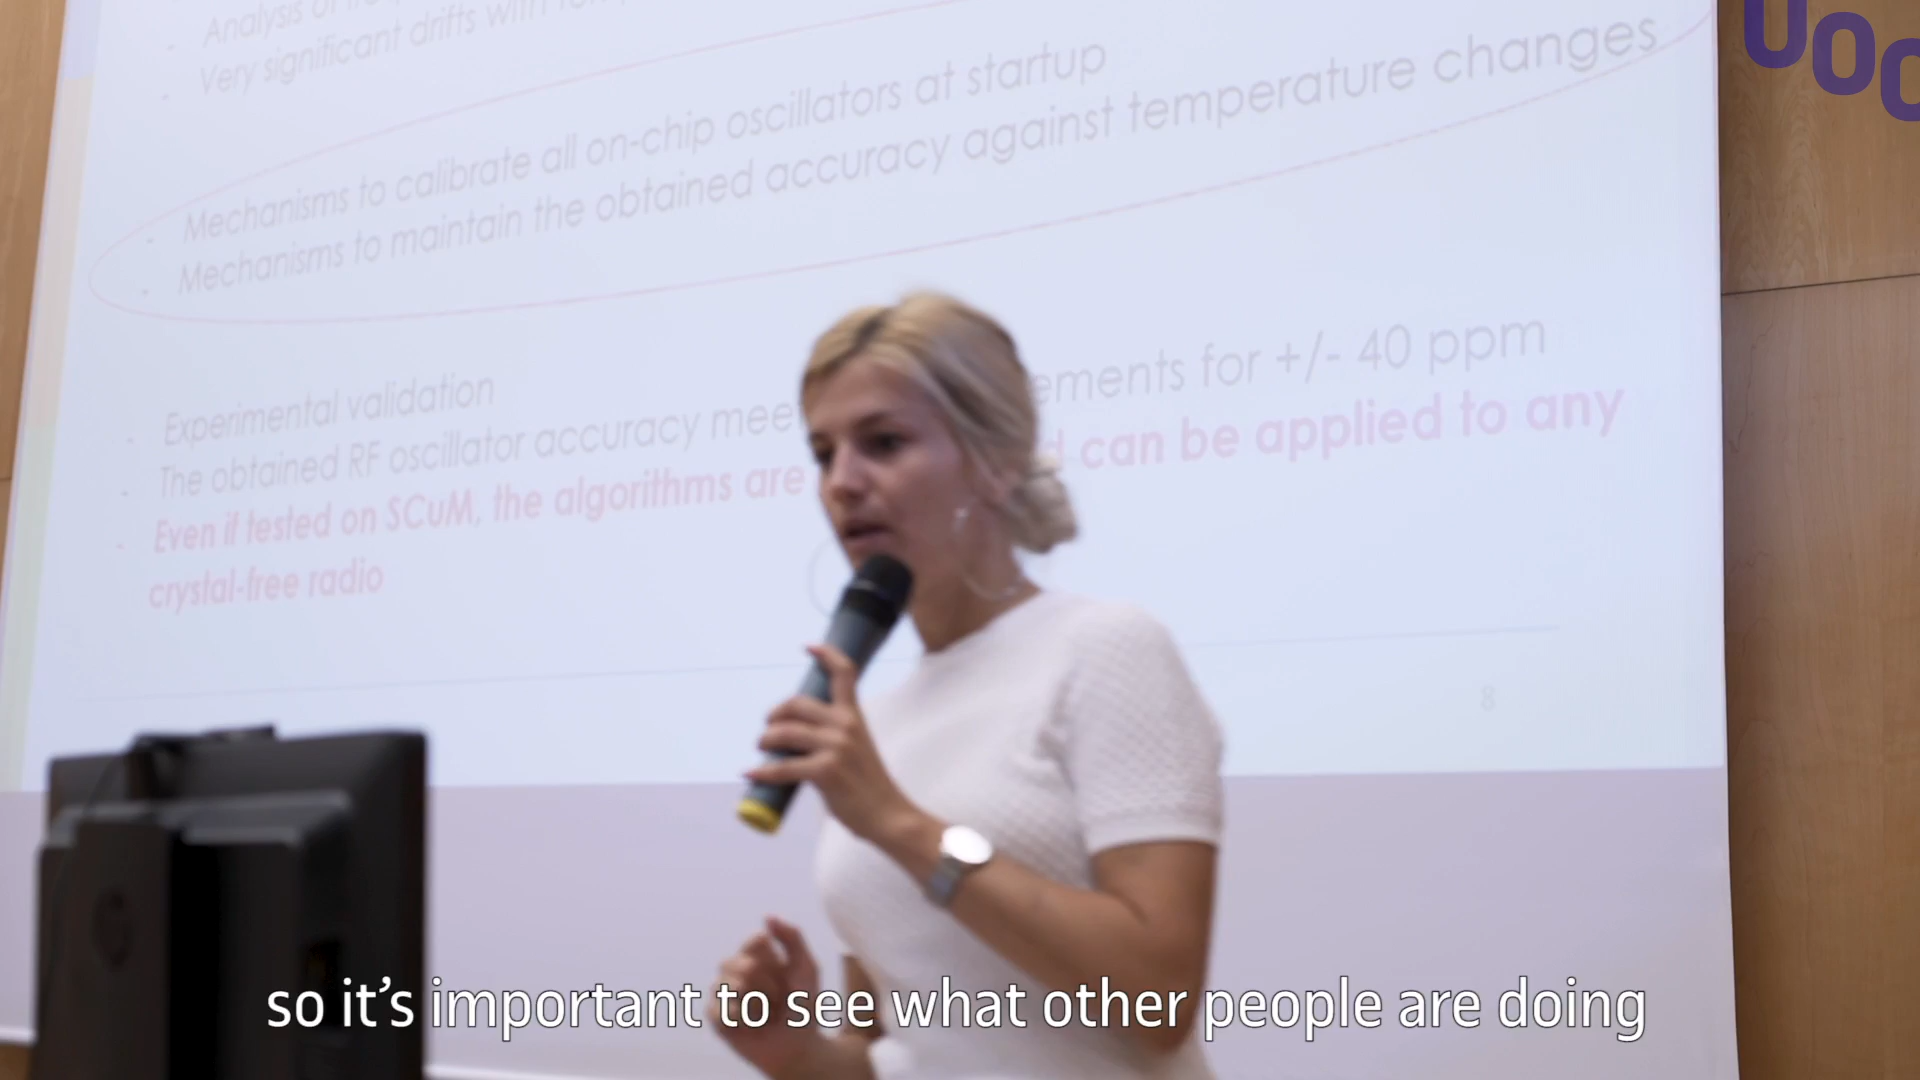 UOC
Analysis of
Very significant drifts with
Mechanisms to calibrate all on-chip oscillators at startup
Mechanisms to maintain the obtained accuracy against temperature changes
Experimental validation
The obtained RF oscillator accuracy ements for +/- 40 ppm
Even if tested on SCuM, the algorithms are can be applied to any
crystal-free radio
8
so it's important to see what other people are doing